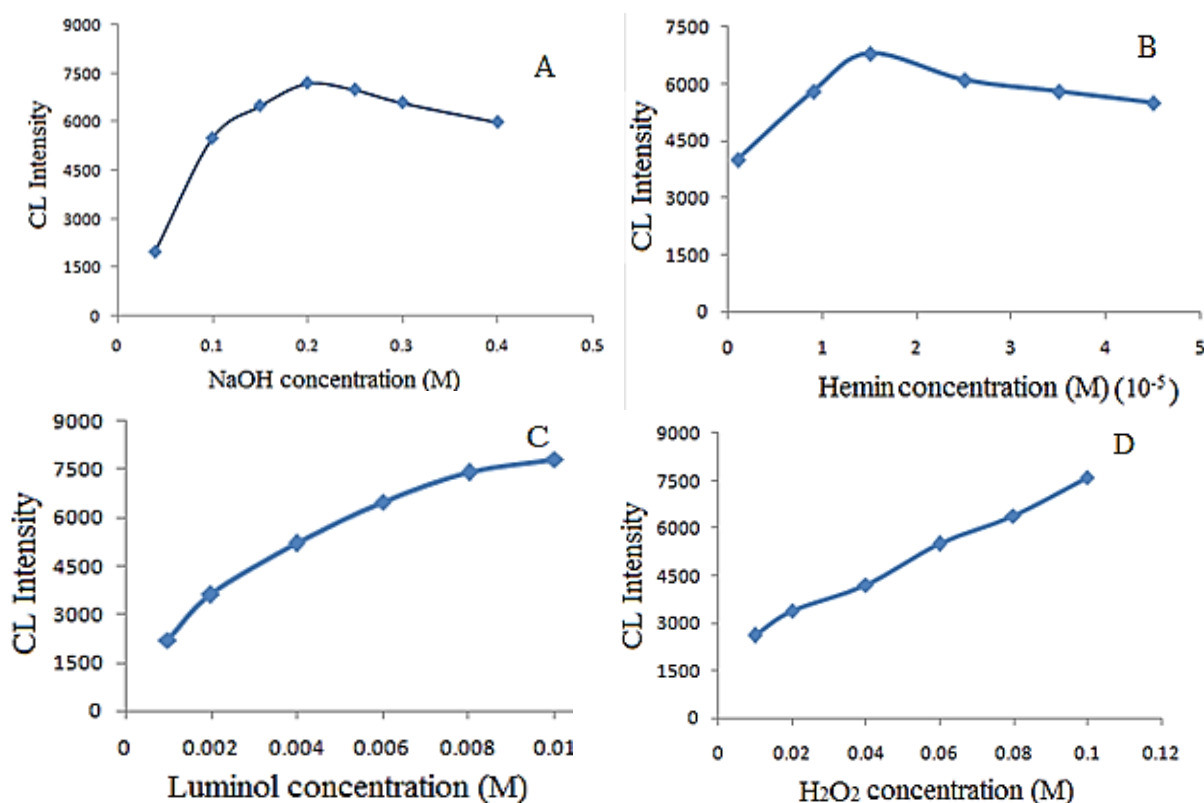 A
9000
7500
6000
4500
3000
1500
0
CL Intensity
0 0.1 0.2 0.3 0.4 0.5
NaOH concentration (M)
B
7500
6000
4500
3000
1500
0
CL Intensity
0 1 2 3 4 5
Hemin concentration (M) (10⁻⁵)
C
9000
7500
6000
4500
3000
1500
0
CL Intensity
0 0.002 0.004 0.006 0.008 0.01
Luminol concentration (M)
D
9000
7500
6000
4500
3000
1500
0
CL Intensity
0 0.02 0.04 0.06 0.08 0.1 0.12
H₂O₂ concentration (M)